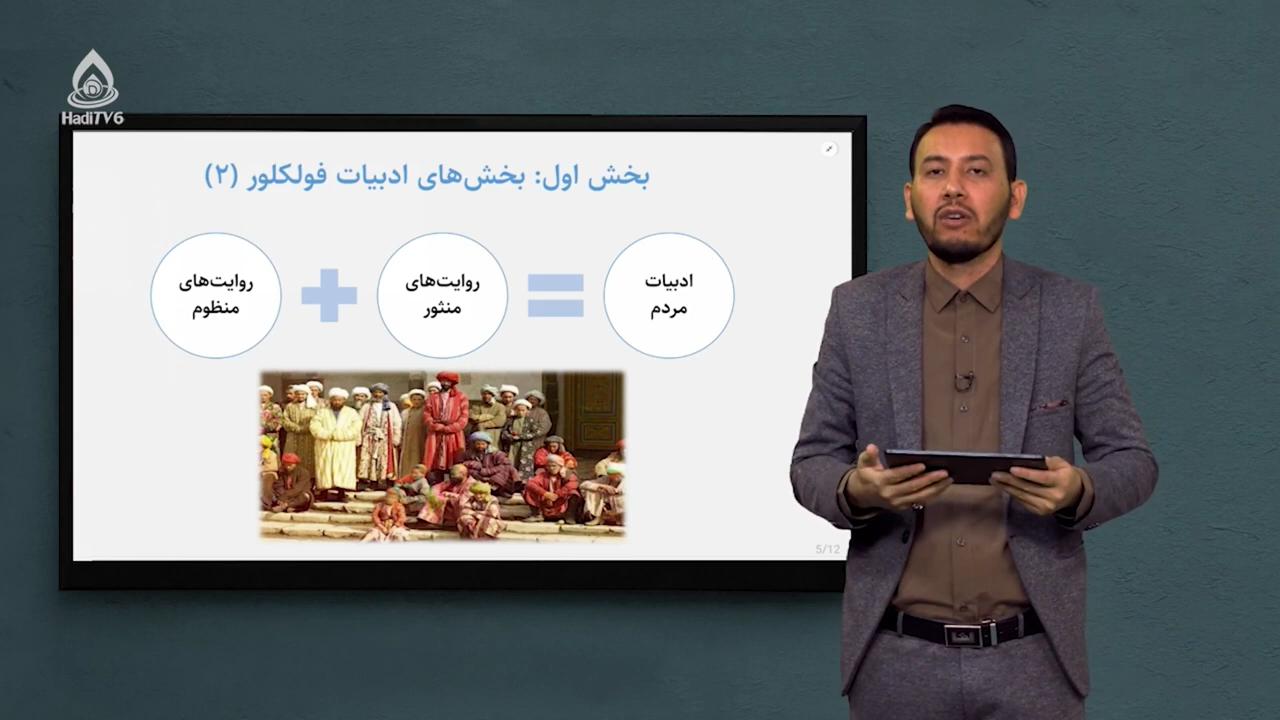 HadiTV6
بخش اول: بخش‌های ادبیات فولکلور (۲)
ادبیات
مردم
=
روایت‌های
منثور
+
روایت‌های
منظوم
5/12